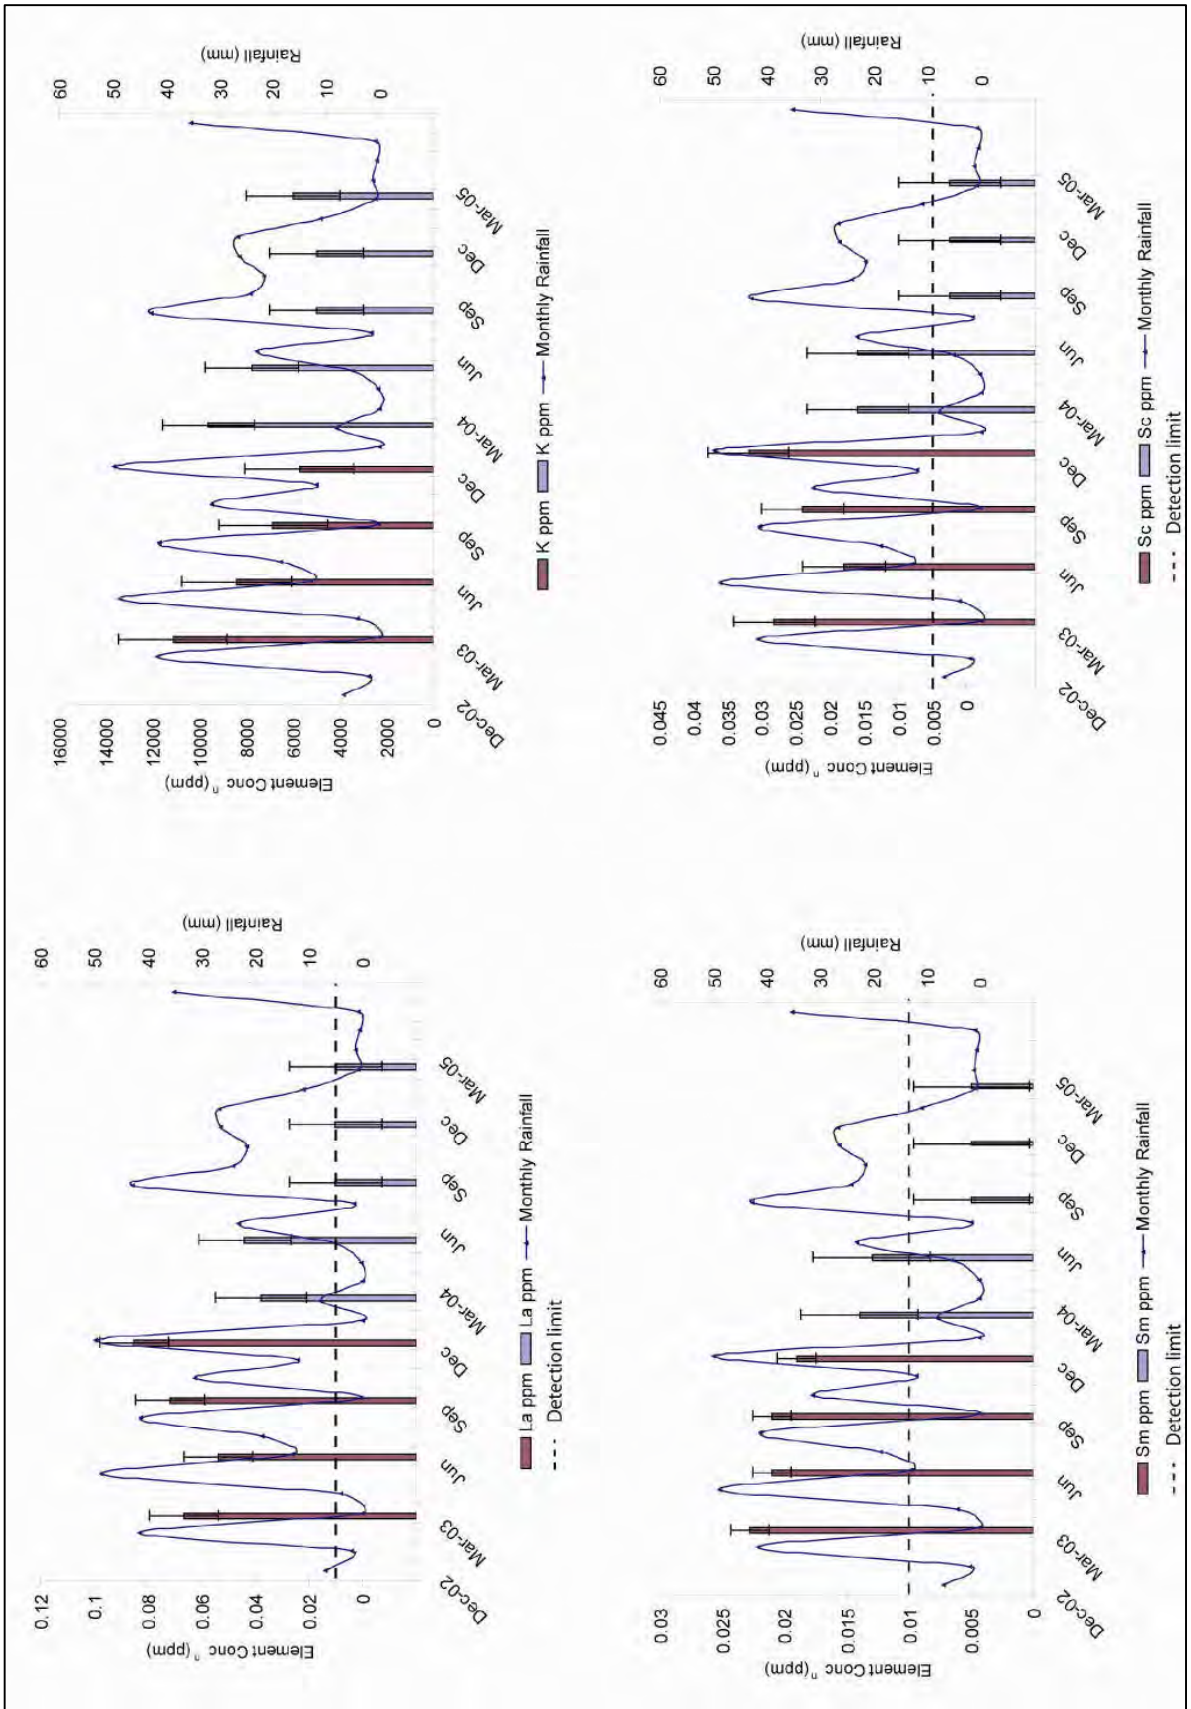 Rainfall (mm)
60 50 40 30 20 10 0
Dec-02 Mar-03 Jun Sep Dec Mar-04 Jun Sep Dec Mar-05
16000 14000 12000 10000 8000 6000 4000 2000 0
Element Conc n (ppm)
K ppm K ppm Monthly Rainfall
Rainfall (mm)
60 50 40 30 20 10 0
Dec-02 Mar-03 Jun Sep Dec Mar-04 Jun Sep Dec Mar-05
0.045 0.04 0.035 0.03 0.025 0.02 0.015 0.01 0.005 0
Element Conc n (ppm)
Sc ppm Sc ppm Monthly Rainfall
Detection limit
Rainfall (mm)
60 50 40 30 20 10 0
Dec-02 Mar-03 Jun Sep Dec Mar-04 Jun Sep Dec Mar-05
0.12 0.1 0.08 0.06 0.04 0.02 0
Element Conc n (ppm)
La ppm La ppm Monthly Rainfall
Detection limit
Rainfall (mm)
60 50 40 30 20 10 0
Dec-02 Mar-03 Jun Sep Dec Mar-04 Jun Sep Dec Mar-05
0.03 0.025 0.02 0.015 0.01 0.005 0
Element Conc n (ppm)
Sm ppm Sm ppm Monthly Rainfall
Detection limit